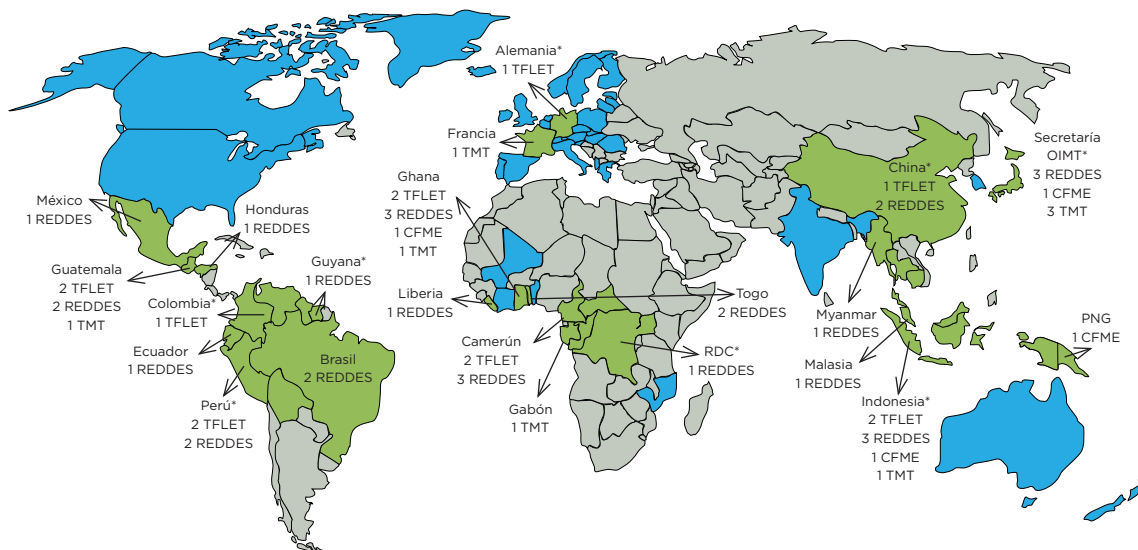 Alemania*
1 TFLET
Francia
1 TMT
Secretaría
OIMT*
3 REDDES
1 CFME
3 TMT
China*
1 TFLET
2 REDDES
Ghana
2 TFLET
3 REDDES
1 CFME
1 TMT
México
1 REDDES
Honduras
1 REDDES
Guatemala
2 TFLET
2 REDDES
1 TMT
Guyana*
1 REDDES
Colombia*
1 TFLET
Liberia
1 REDDES
Togo
2 REDDES
Myanmar
1 REDDES
PNG
1 CFME
Ecuador
1 REDDES
Brasil
2 REDDES
Camerún
2 TFLET
3 REDDES
RDC*
1 REDDES
Malasia
1 REDDES
Perú*
2 TFLET
2 REDDES
Gabón
1 TMT
Indonesia*
2 TFLET
3 REDDES
1 CFME
1 TMT